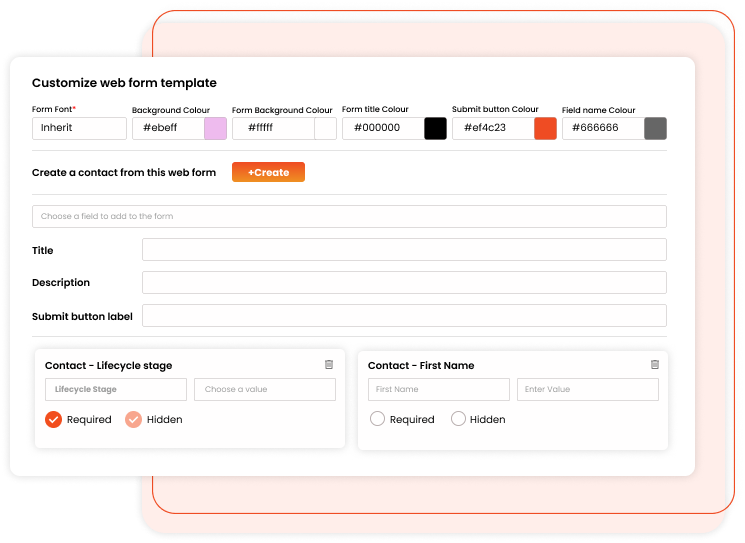 Customize web form template
Form Font* Background Colour Form Background Colour Form title Colour Submit button Colour Field name Colour
Inherit #ebeff #fffff #000000 #ef4c23 #666666
Create a contact from this web form +Create
Choose a field to add to the form
Title
Description
Submit button label
Contact - Lifecycle stage
Lifecycle Stage Choose a value
Required Hidden
Contact - First Name
First Name Enter Value
Required Hidden